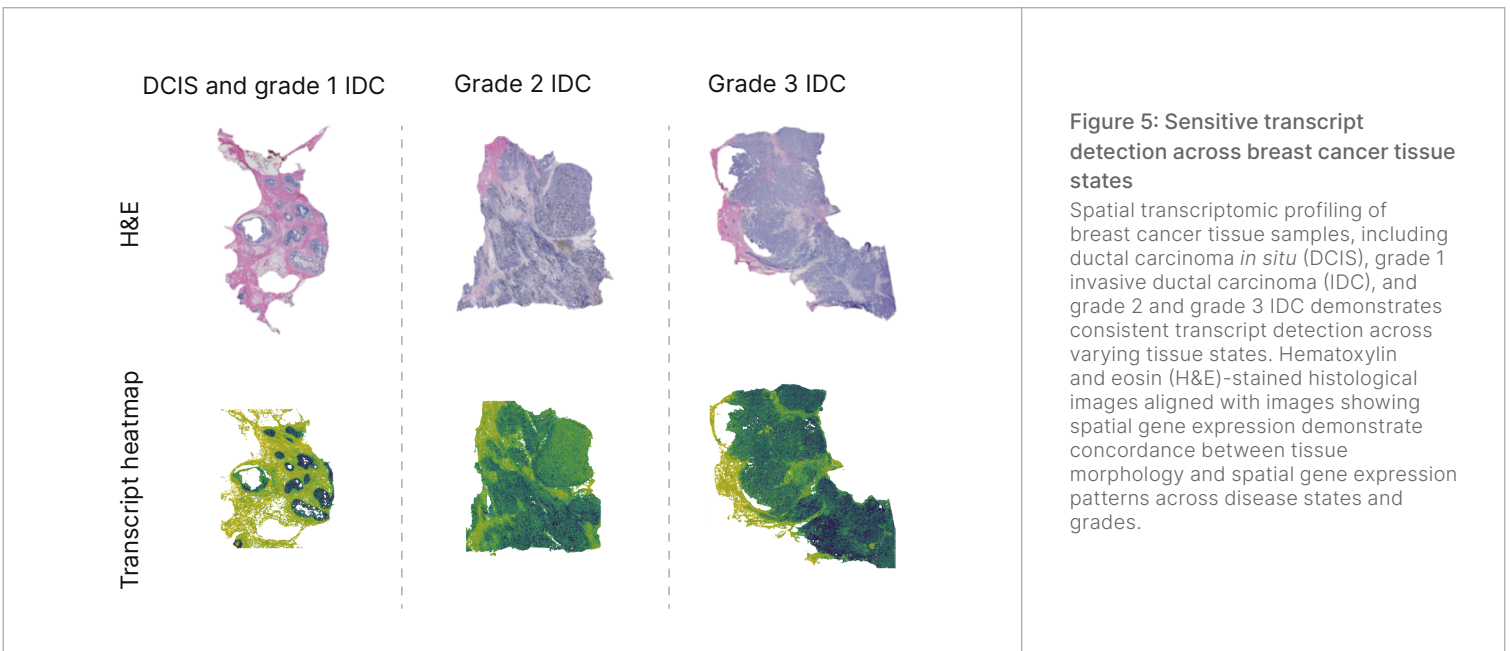 DCIS and grade 1 IDC
Grade 2 IDC
Grade 3 IDC
H&E
Transcript heatmap
Figure 5: Sensitive transcript
detection across breast cancer tissue
states
Spatial transcriptomic profiling of
breast cancer tissue samples, including
ductal carcinoma in situ (DCIS), grade 1
invasive ductal carcinoma (IDC), and
grade 2 and grade 3 IDC demonstrates
consistent transcript detection across
varying tissue states. Hematoxylin
and eosin (H&E)-stained histological
images aligned with images showing
spatial gene expression demonstrate
concordance between tissue
morphology and spatial gene expression
patterns across disease states and
grades.